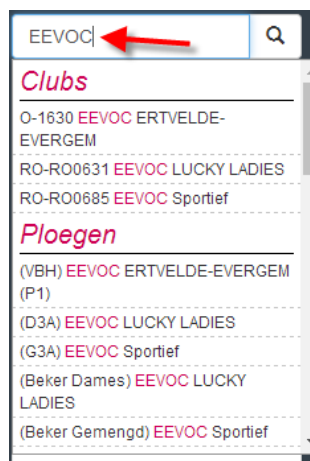 EEVOC
Clubs
O-1630 EEVOC ERTVELDE-
EVERGEM
RO-RO0631 EEVOC LUCKY LADIES
RO-RO0685 EEVOC Sportief
Ploegen
(VBH) EEVOC ERTVELDE-EVERGEM
(P1)
(D3A) EEVOC LUCKY LADIES
(G3A) EEVOC Sportief
(Beker Dames) EEVOC LUCKY
LADIES
(Beker Gemengd) EEVOC Sportief